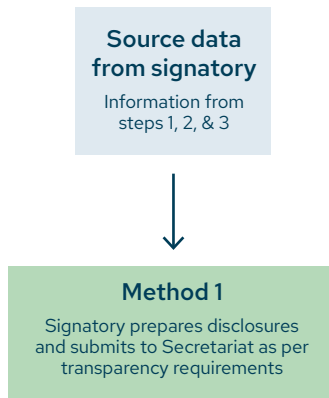 Source data
from signatory
Information from
steps 1, 2, & 3
Method 1
Signatory prepares disclosures
and submits to Secretariat as per
transparency requirements